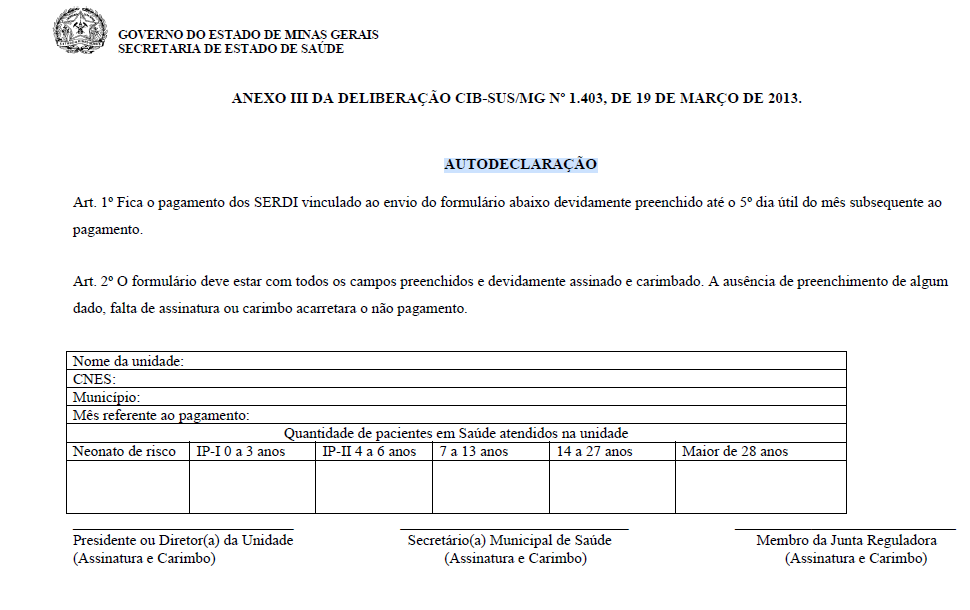 GOVERNO DO ESTADO DE MINAS GERAIS
SECRETARIA DE ESTADO DE SAÚDE
ANEXO III DA DELIBERAÇÃO CIB-SUS/MG Nº 1.403, DE 19 DE MARÇO DE 2013.
AUTODECLARAÇÃO
Art. 1º Fica o pagamento dos SERDI vinculado ao envio do formulário abaixo devidamente preenchido até o 5º dia útil do mês subsequente ao
pagamento.
Art. 2º O formulário deve estar com todos os campos preenchidos e devidamente assinado e carimbado. A ausência de preenchimento de algum
dado, falta de assinatura ou carimbo acarretara o não pagamento.
Nome da unidade:
CNES:
Município:
Mês referente ao pagamento:
Quantidade de pacientes em Saúde atendidos na unidade
Neonato de risco IP-I 0 a 3 anos IP-II 4 a 6 anos 7 a 13 anos 14 a 27 anos Maior de 28 anos
Presidente ou Diretor(a) da Unidade Secretário(a) Municipal de Saúde Membro da Junta Reguladora
(Assinatura e Carimbo) (Assinatura e Carimbo) (Assinatura e Carimbo)